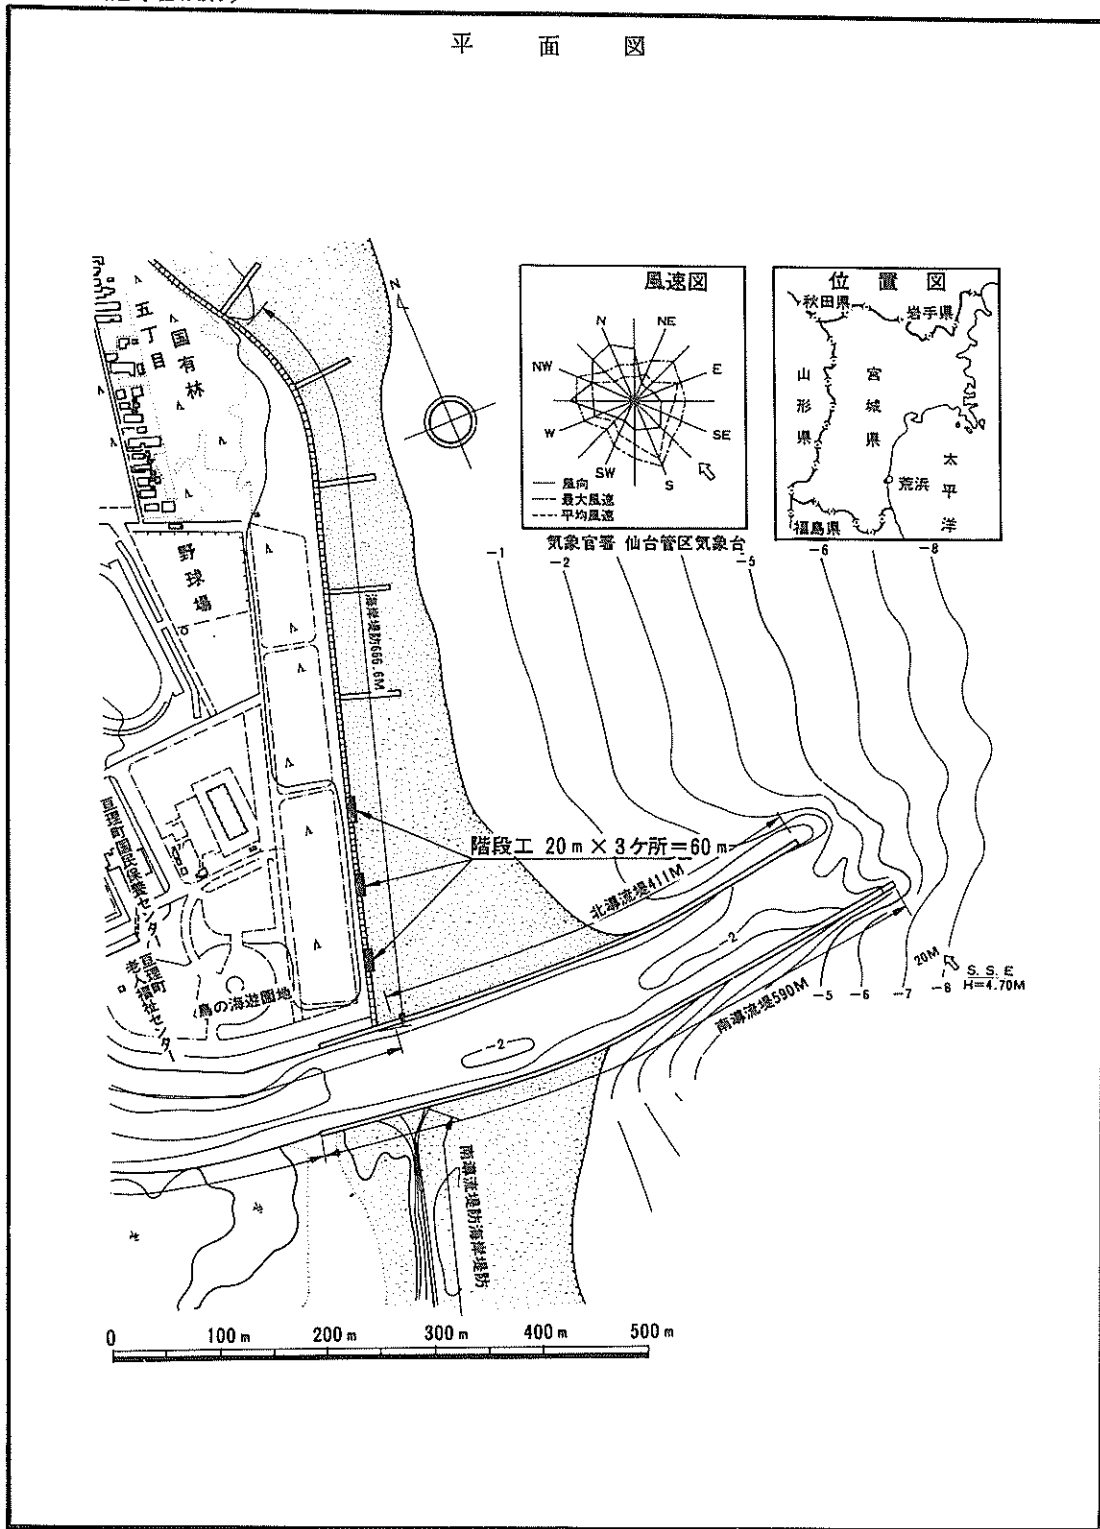 平面図
風速図
N
NE
NW
E
W
SE
SW
S
風向
最大風速
平均風速
気象官署 仙台管区気象台
位置図
秋田県
岩手県
山形県
宮城県
荒浜
太平洋
福島県
N
五丁目
国有林
野球場
海岸堤防666.6M
-1
-2
-5
-6
-8
階段工 20m×3ケ所=60m
北導流堤411M
亘理町国民保養センター
亘理町老人福祉センター
鳥の海遊園地
-2
-2
南導流堤590M
-5
-6
-7
-8
20M
S.S.E
H=4.70M
南導流堤防海岸堤防
0
100m
200m
300m
400m
500m